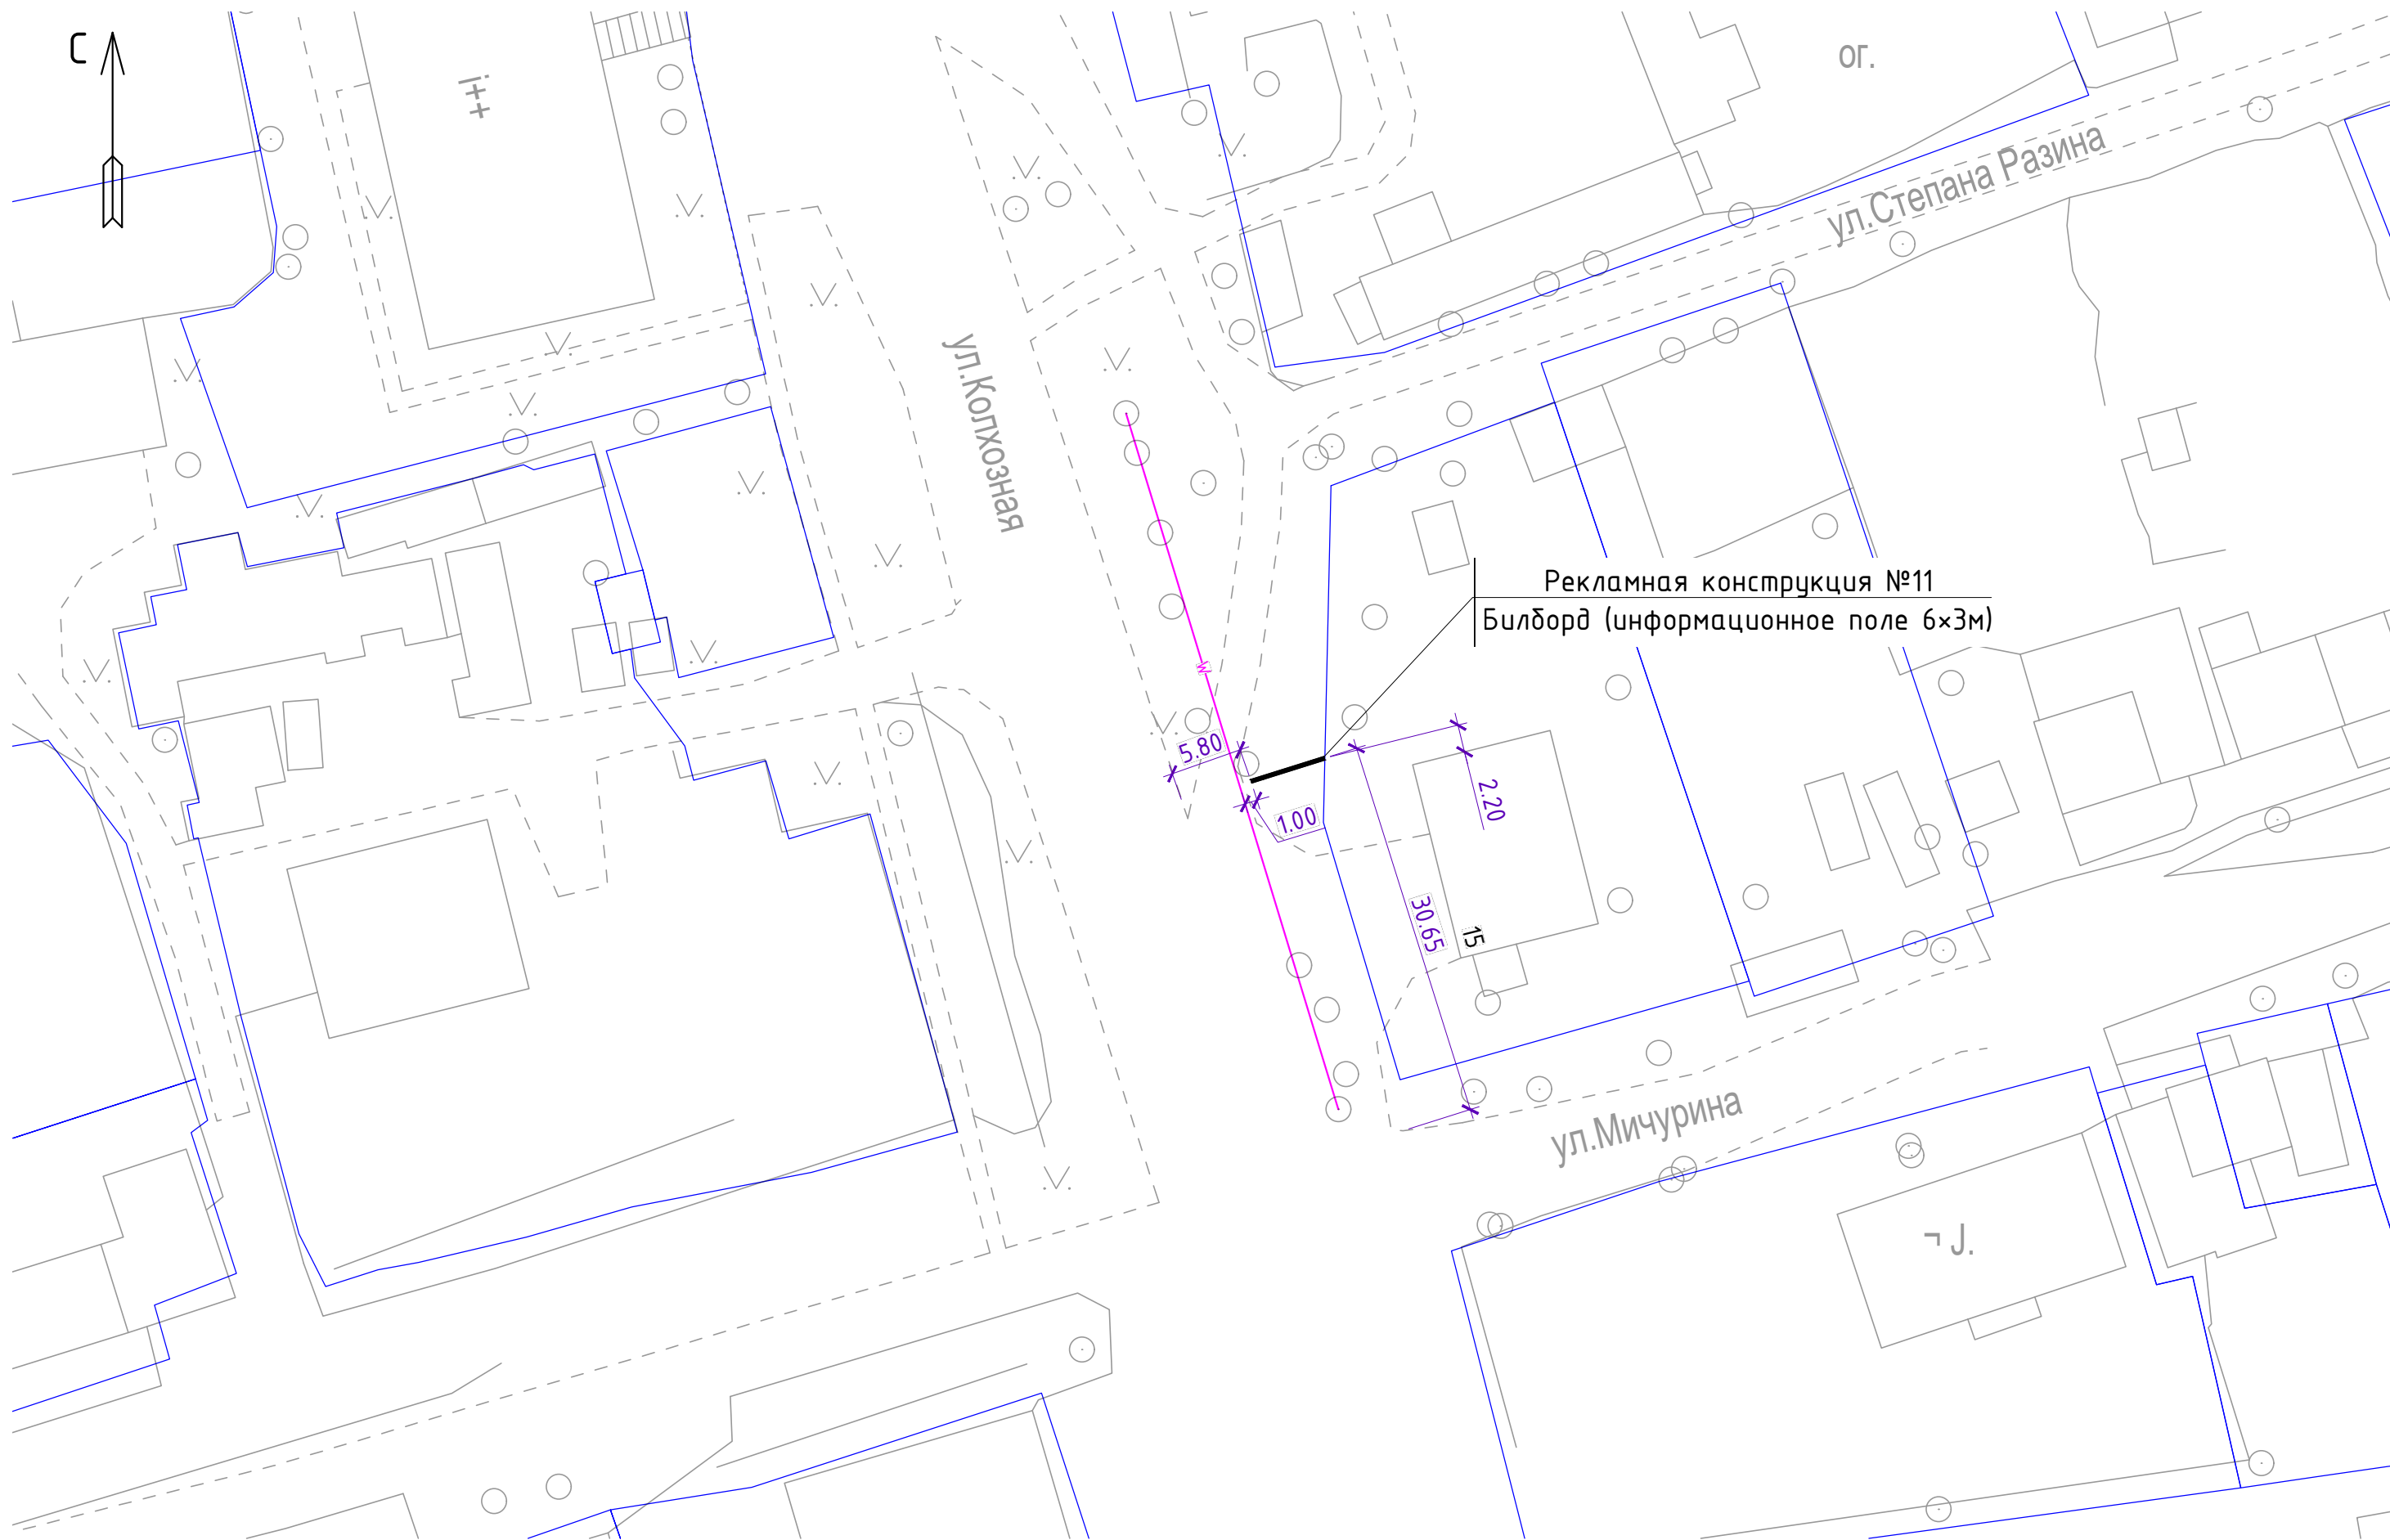 С
ог.
ул.Степана Разина
ул.Колхозная
Рекламная конструкция №11
Билборд (информационное поле 6×3м)
W
5.80
2.20
1.00
30.65
15
ул.Мичурина